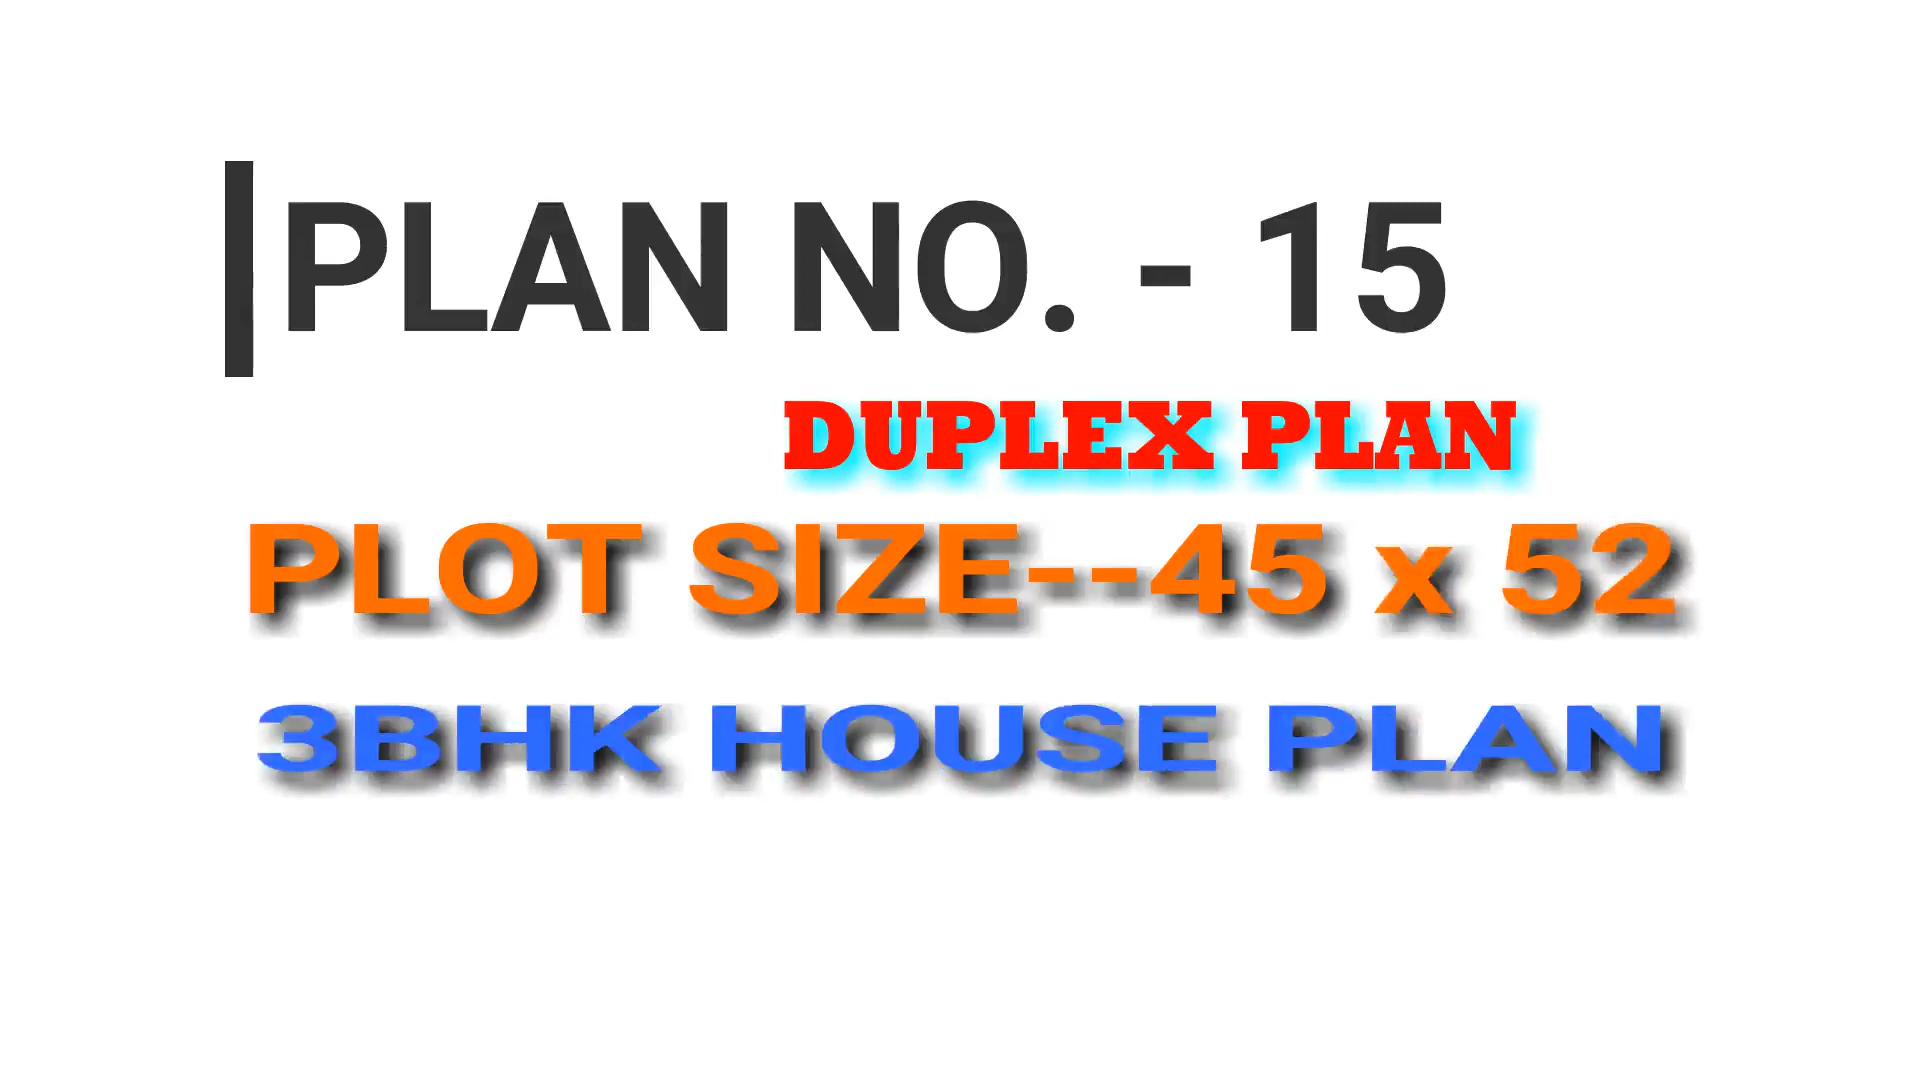 PLAN NO. - 15
DUPLEX PLAN
PLOT SIZE--45 x 52
3BHK HOUSE PLAN